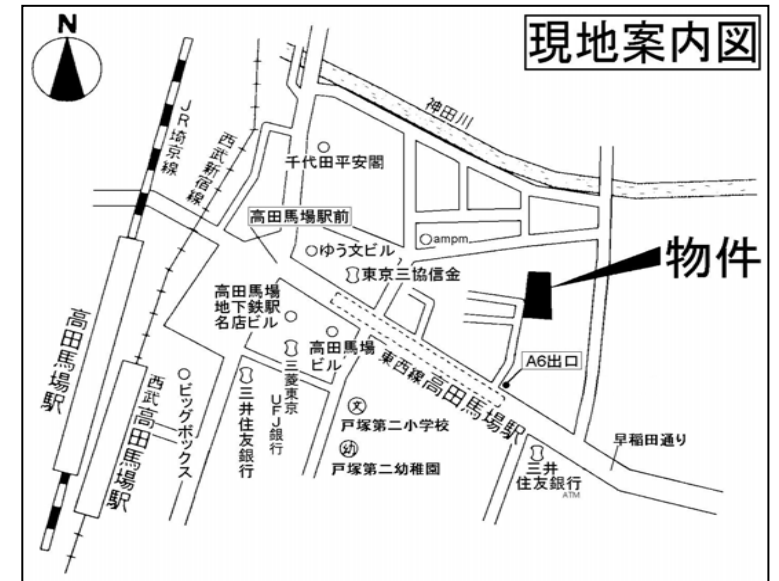 N
現地案内図
JR埼京線
西武新宿線
神田川
千代田平安閣
高田馬場駅前
ampm
ゆう文ビル
東京三協信金
物件
高田馬場
地下鉄駅
名店ビル
高田馬場
ビル
A6出口
高田馬場駅
西武高田馬場駅
ビッグボックス
三井住友銀行
三菱東京
UFJ銀行
東西線高田馬場駅
文
戸塚第二小学校
幼
戸塚第二幼稚園
早稲田通り
三井
住友銀行
ATM